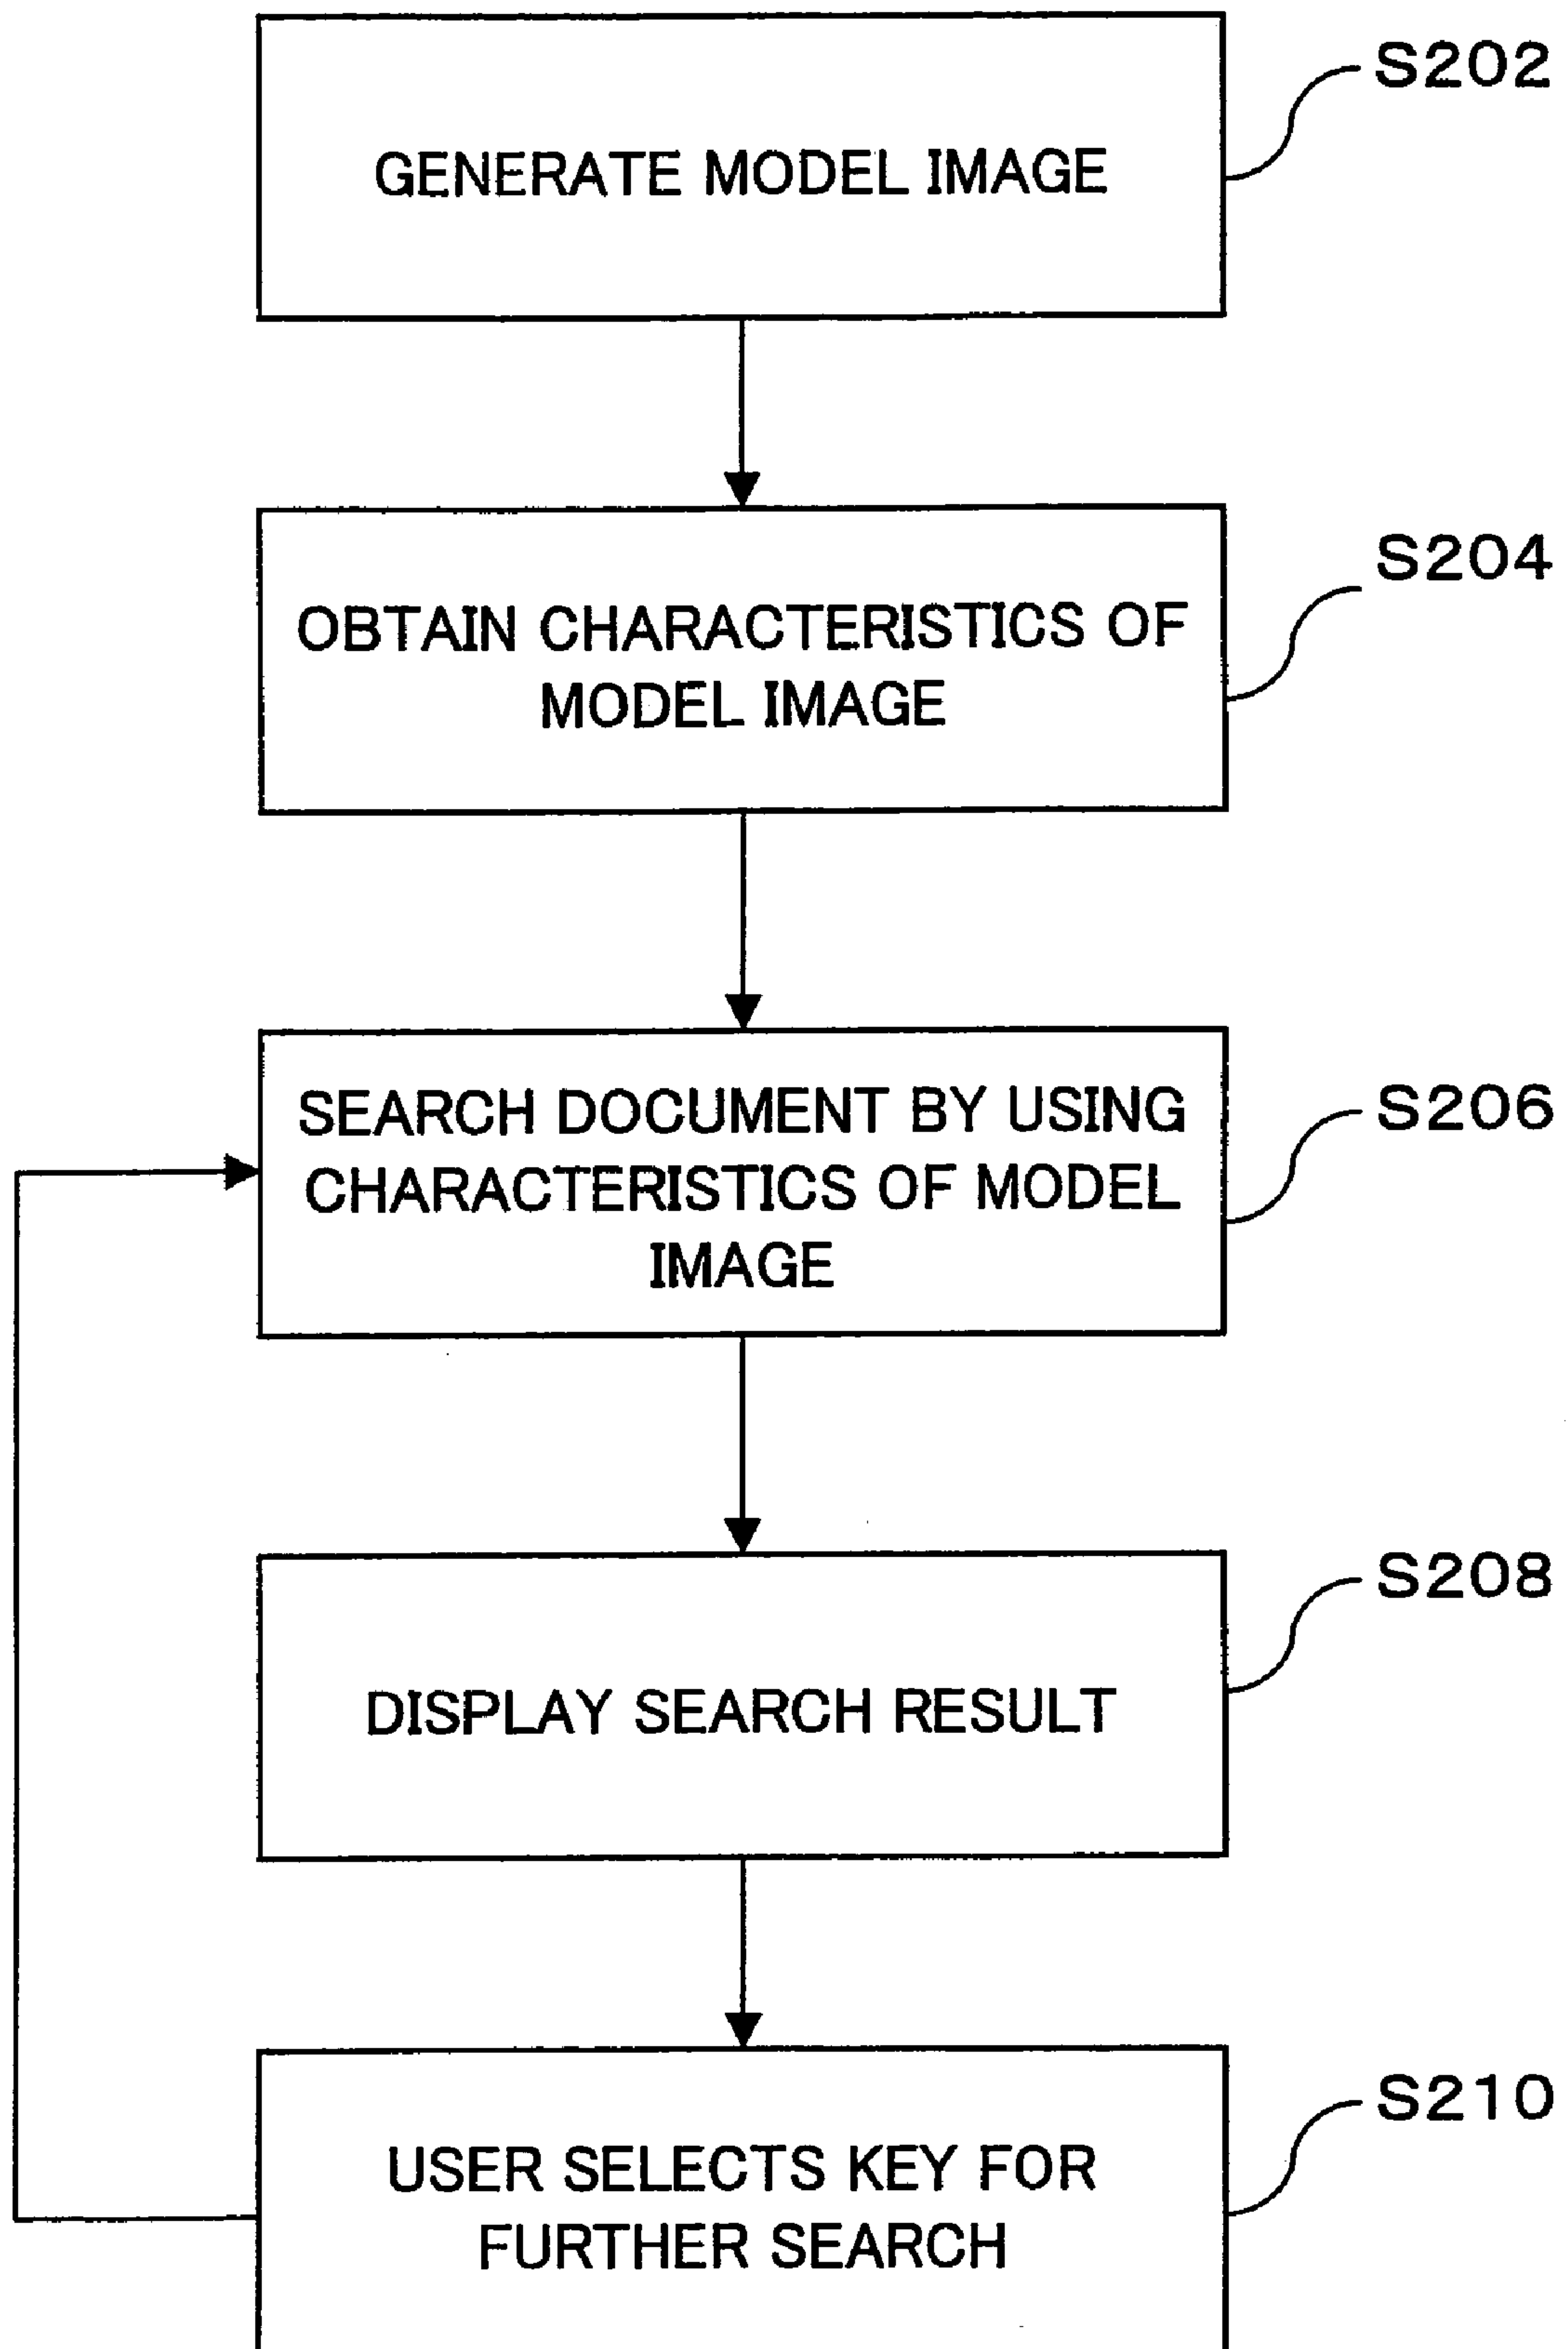 S202
GENERATE MODEL IMAGE
S204
OBTAIN CHARACTERISTICS OF
MODEL IMAGE
S206
SEARCH DOCUMENT BY USING
CHARACTERISTICS OF MODEL
IMAGE
S208
DISPLAY SEARCH RESULT
S210
USER SELECTS KEY FOR
FURTHER SEARCH